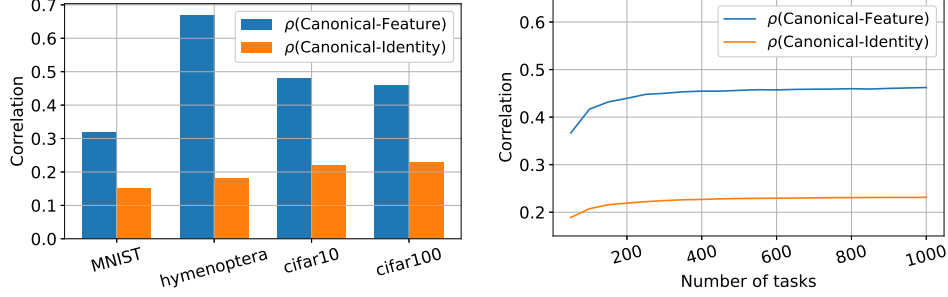 0.7
0.6
0.5
0.4
0.3
0.2
0.1
0.0
Correlation
ρ(Canonical-Feature)
ρ(Canonical-Identity)
MNIST
hymenoptera
cifar10
cifar100
0.6
0.5
0.4
0.3
0.2
Correlation
ρ(Canonical-Feature)
ρ(Canonical-Identity)
200
400
600
800
1000
Number of tasks